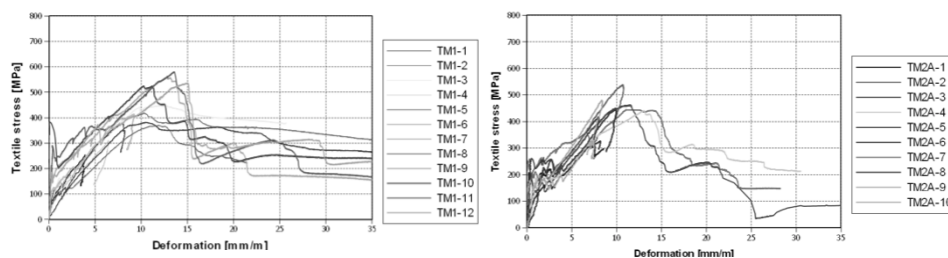 Textile stress [MPa]
800
700
600
500
400
300
200
100
0
0 5 10 15 20 25 30 35
Deformation [mm/m]
TM1-1
TM1-2
TM1-3
TM1-4
TM1-5
TM1-6
TM1-7
TM1-8
TM1-9
TM1-10
TM1-11
TM1-12
Textile stress [MPa]
800
700
600
500
400
300
200
100
0
0 5 10 15 20 25 30 35
Deformation [mm/m]
TM2A-1
TM2A-2
TM2A-3
TM2A-4
TM2A-5
TM2A-6
TM2A-7
TM2A-8
TM2A-9
TM2A-10